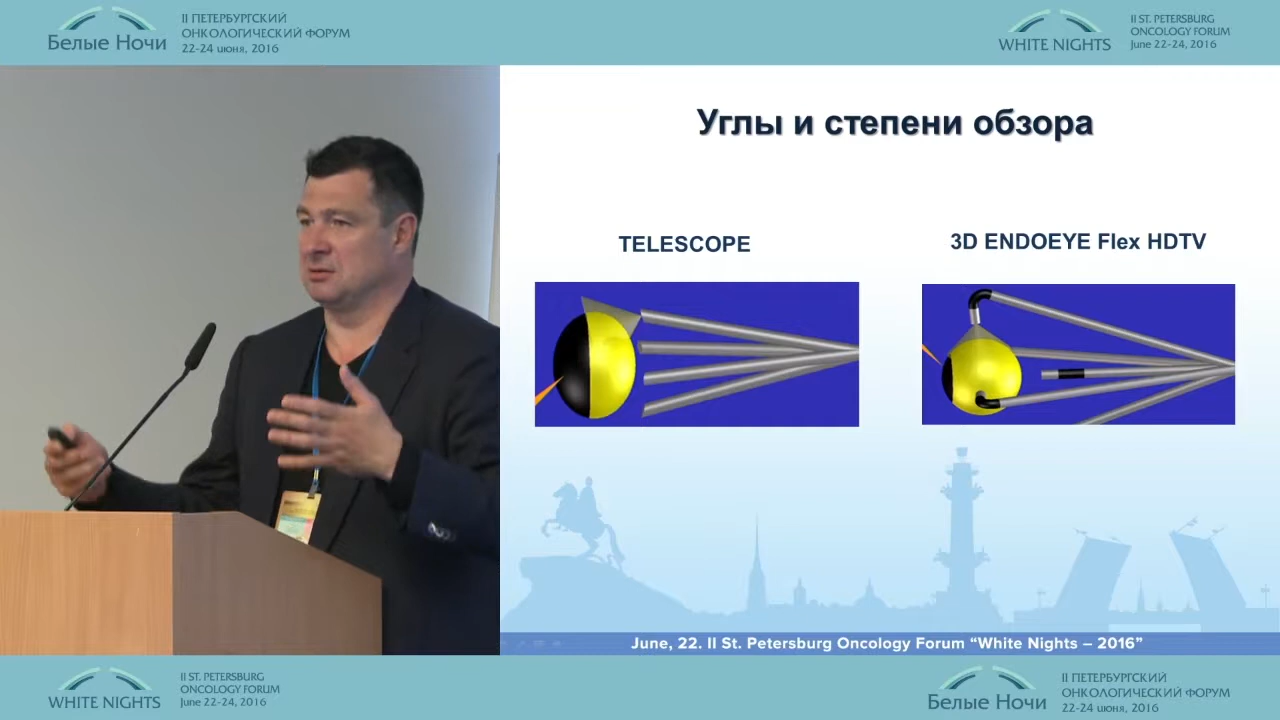 Белые Ночи
II ПЕТЕРБУРГСКИЙ
ОНКОЛОГИЧЕСКИЙ ФОРУМ
22-24 июня, 2016
WHITE NIGHTS
II ST. PETERSBURG
ONCOLOGY FORUM
June 22-24, 2016
Углы и степени обзора
TELESCOPE
3D ENDOEYE Flex HDTV
June, 22. II St. Petersburg Oncology Forum “White Nights – 2016”
WHITE NIGHTS
II ST. PETERSBURG
ONCOLOGY FORUM
June 22-24, 2016
Белые Ночи
II ПЕТЕРБУРГСКИЙ
ОНКОЛОГИЧЕСКИЙ ФОРУМ
22-24 июня, 2016